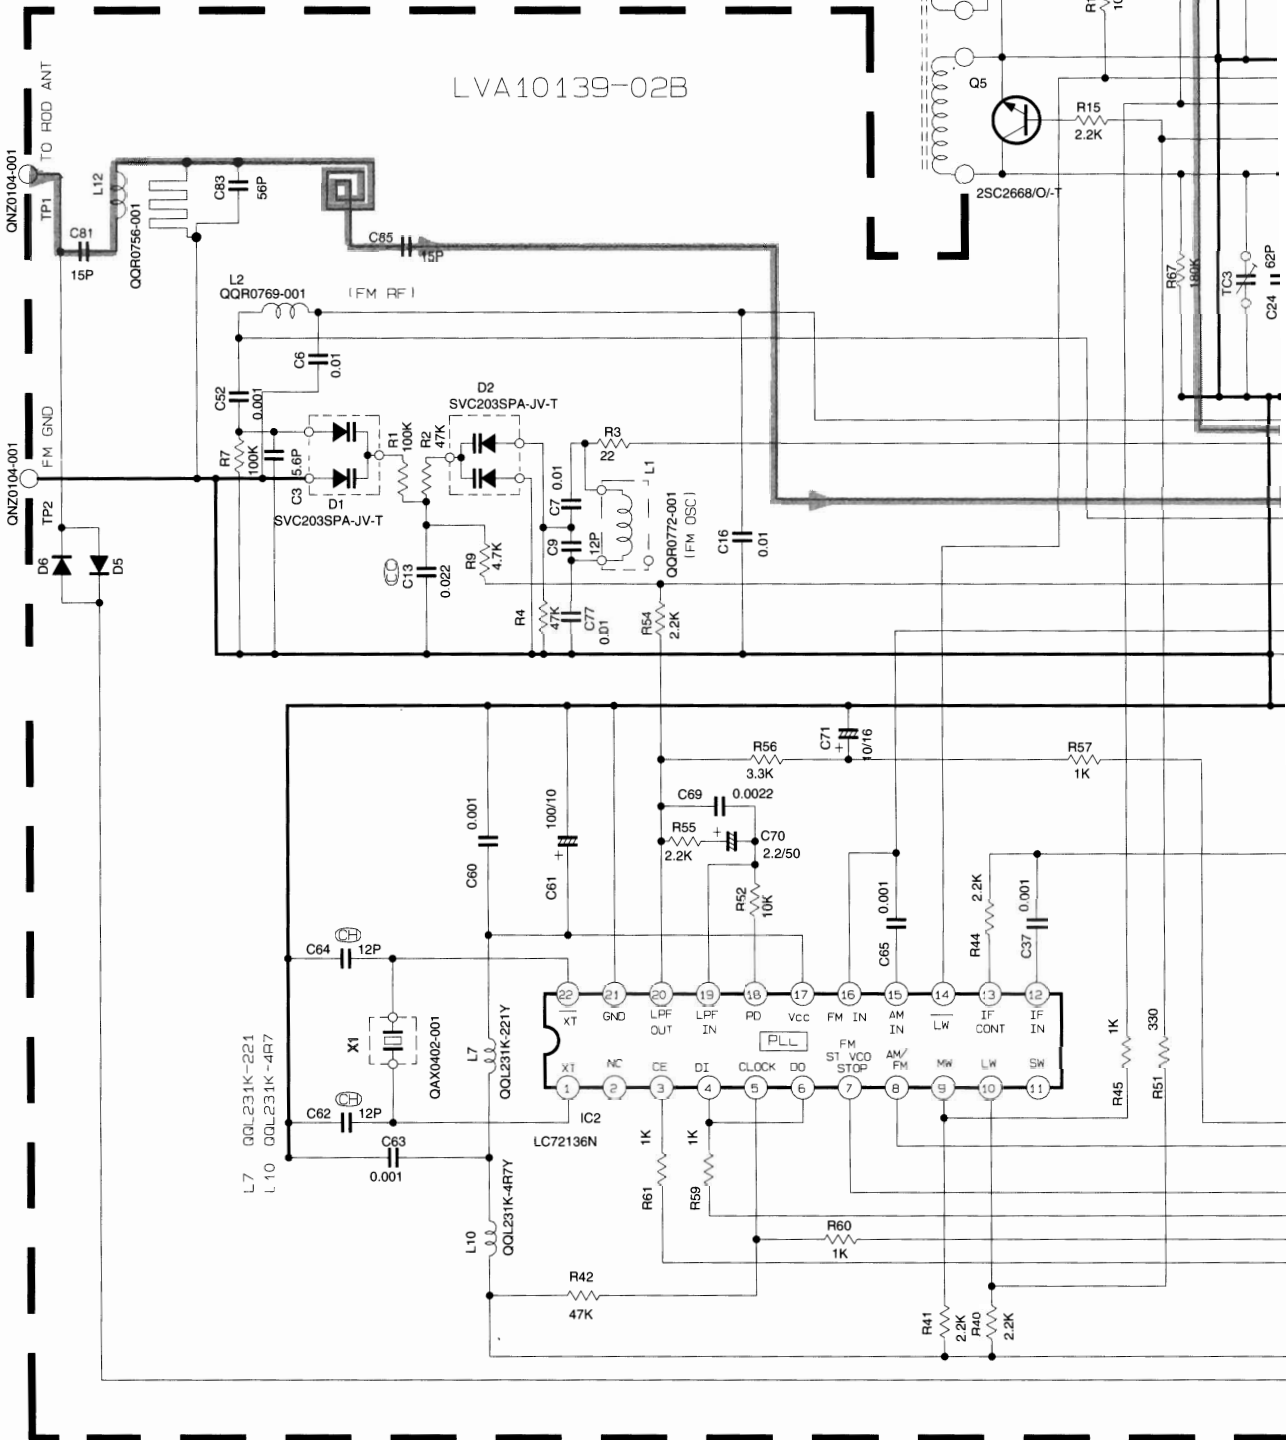 LVA10139-02B
TO ROD ANT
QNZ0104-001
TP1
L12
QQR0756-001
C81
15P
C83
56P
C85
15P
Q5
R15
2.2K
2SC2668/O/-T
R67
180K
TC3
62P
C24
L2
QQR0769-001
(FM RF)
C6
0.01
C52
0.001
FM GND
QNZ0104-001
TP2
R7
100K
5.6P
C3
D1
SVC203SPA-JV-T
R1
100K
R2
47K
D2
SVC203SPA-JV-T
R3
22
C7
0.01
C9
12P
L1
QQR0772-001
(FM OSC)
C16
0.01
D6
D5
C13
0.022
R9
4.7K
R4
47K
C77
0.01
R54
2.2K
R56
3.3K
C71
10/16
R57
1K
C69
0.0022
R55
2.2K
C70
2.2/50
R52
10K
0.001
C60
100/10
C61
0.001
C65
2.2K
R44
0.001
C37
C64
CH
12P
X1
QAX0402-001
C62
CH
12P
C63
0.001
L7
QQL231K-221Y
L10
QQL231K-4R7Y
L7 QQL231K-221
L10 QQL231K-4R7
22 21 20 19 18 17 16 15 14 13 12
XT GND LPF OUT LPF IN PD Vcc FM IN AM IN LW IF CONT IF IN
PLL
XT NC CE DI CLOCK DO FM ST VCO STOP AM/FM MW LW SW
1 2 3 4 5 6 7 8 9 10 11
IC2
LC72136N
1K
R61
1K
R59
R60
1K
R42
47K
R41
2.2K
R40
2.2K
1K
R45
330
R51